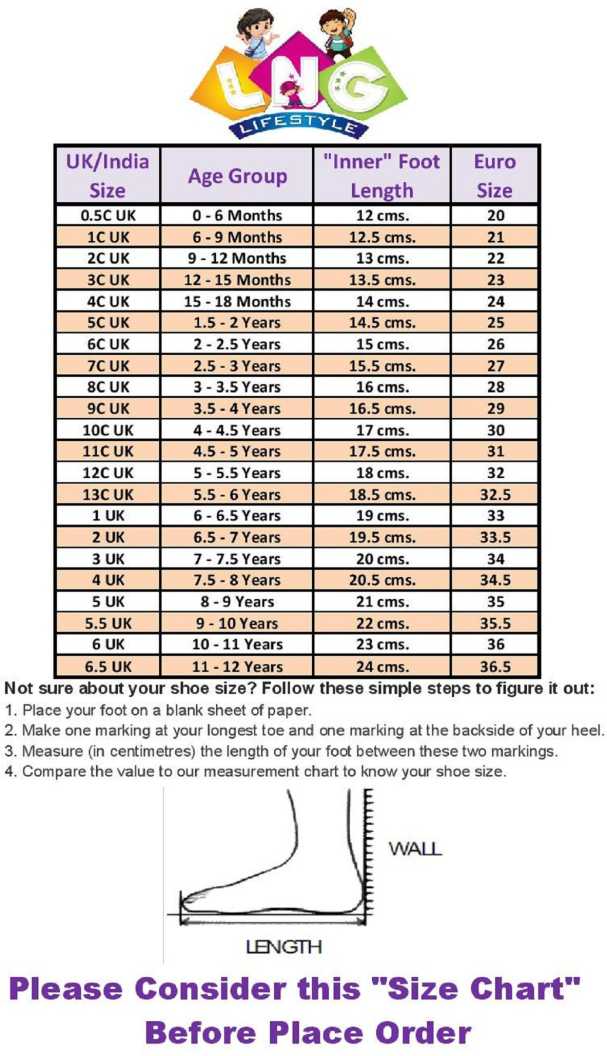 LNG
LIFESTYLE
UK/India Size | Age Group | "Inner" Foot Length | Euro Size
0.5C UK | 0 - 6 Months | 12 cms. | 20
1C UK | 6 - 9 Months | 12.5 cms. | 21
2C UK | 9 - 12 Months | 13 cms. | 22
3C UK | 12 - 15 Months | 13.5 cms. | 23
4C UK | 15 - 18 Months | 14 cms. | 24
5C UK | 1.5 - 2 Years | 14.5 cms. | 25
6C UK | 2 - 2.5 Years | 15 cms. | 26
7C UK | 2.5 - 3 Years | 15.5 cms. | 27
8C UK | 3 - 3.5 Years | 16 cms. | 28
9C UK | 3.5 - 4 Years | 16.5 cms. | 29
10C UK | 4 - 4.5 Years | 17 cms. | 30
11C UK | 4.5 - 5 Years | 17.5 cms. | 31
12C UK | 5 - 5.5 Years | 18 cms. | 32
13C UK | 5.5 - 6 Years | 18.5 cms. | 32.5
1 UK | 6 - 6.5 Years | 19 cms. | 33
2 UK | 6.5 - 7 Years | 19.5 cms. | 33.5
3 UK | 7 - 7.5 Years | 20 cms. | 34
4 UK | 7.5 - 8 Years | 20.5 cms. | 34.5
5 UK | 8 - 9 Years | 21 cms. | 35
5.5 UK | 9 - 10 Years | 22 cms. | 35.5
6 UK | 10 - 11 Years | 23 cms. | 36
6.5 UK | 11 - 12 Years | 24 cms. | 36.5
Not sure about your shoe size? Follow these simple steps to figure it out:
1. Place your foot on a blank sheet of paper.
2. Make one marking at your longest toe and one marking at the backside of your heel.
3. Measure (in centimetres) the length of your foot between these two markings.
4. Compare the value to our measurement chart to know your shoe size.
WALL
LENGTH
Please Consider this "Size Chart"
Before Place Order